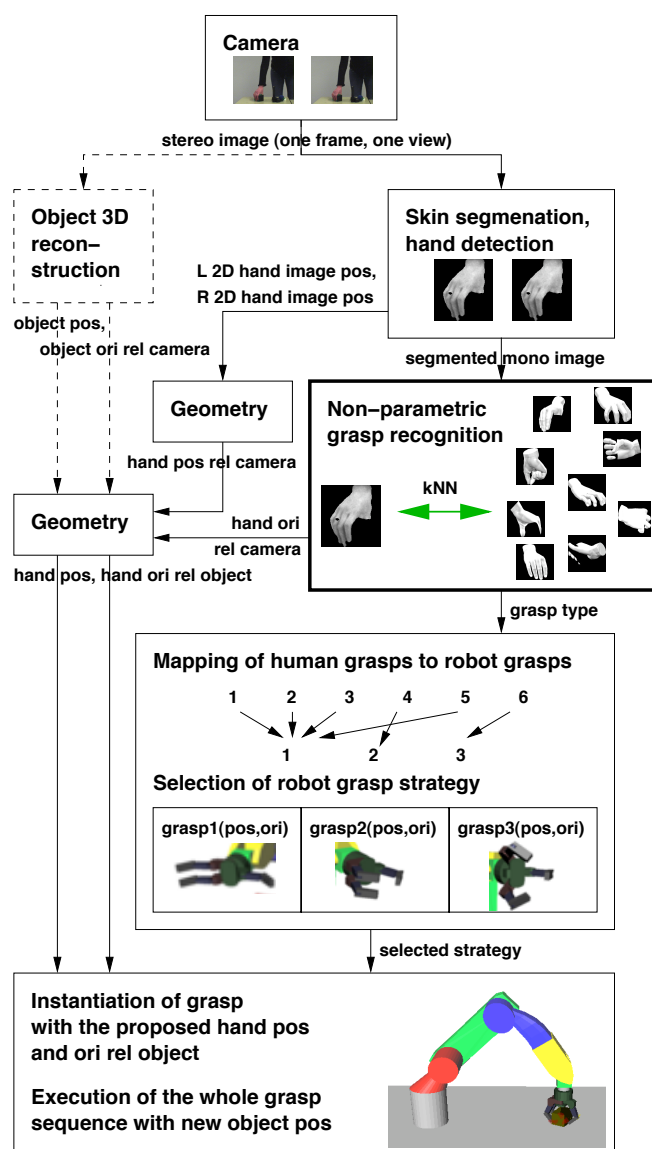 Camera
stereo image (one frame, one view)
Object 3D
recon–
struction
Skin segmenation,
hand detection
L 2D hand image pos,
R 2D hand image pos
object pos,
object ori rel camera
segmented mono image
Geometry
Non–parametric
grasp recognition
hand pos rel camera
kNN
Geometry
hand ori
rel camera
hand pos, hand ori rel object
grasp type
Mapping of human grasps to robot grasps
1 2 3 4 5 6
1 2 3
Selection of robot grasp strategy
grasp1(pos,ori) grasp2(pos,ori) grasp3(pos,ori)
selected strategy
Instantiation of grasp
with the proposed hand pos
and ori rel object
Execution of the whole grasp
sequence with new object pos